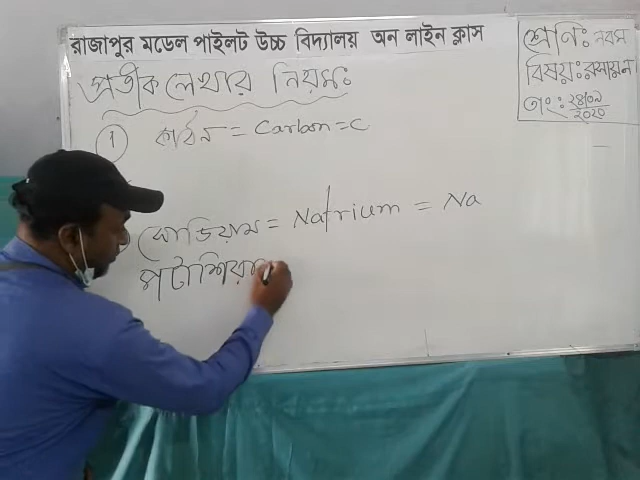 রাজাপুর মডেল পাইলট উচ্চ বিদ্যালয় অন লাইন ক্লাস
শ্রেণি: নবম
বিষয়: রসায়ন
তাং: ২৪/০৯
২০২০
প্রতীক লেখার নিয়ম:
1 কার্বন = Carbon = C
সোডিয়াম = Natrium = Na
পটাশিয়া